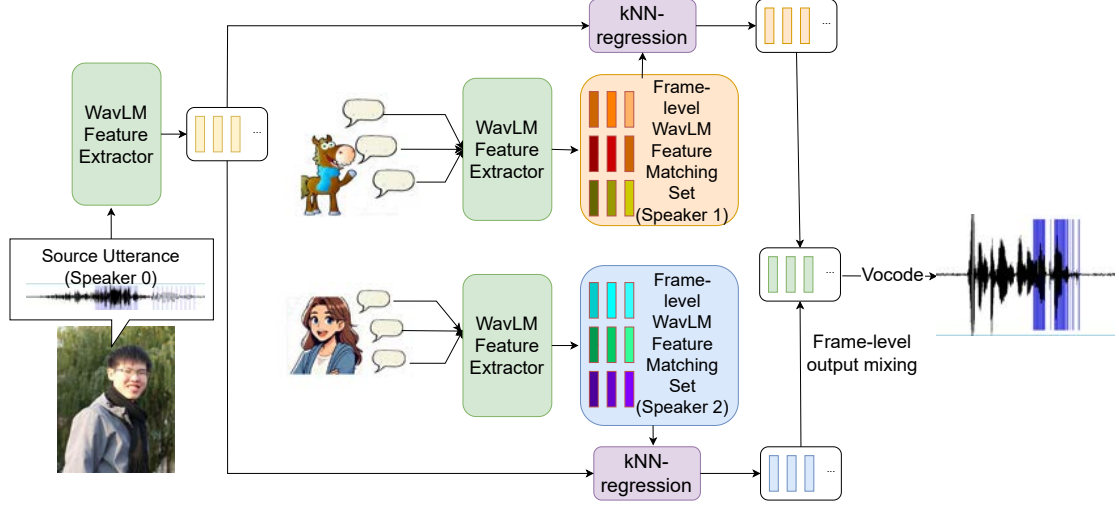 WavLM
Feature
Extractor
...
Source Utterance
(Speaker 0)
kNN-
regression
...
WavLM
Feature
Extractor
Frame-
level
WavLM
Feature
Matching
Set
(Speaker 1)
WavLM
Feature
Extractor
Frame-
level
WavLM
Feature
Matching
Set
(Speaker 2)
kNN-
regression
...
...
Vocode
Frame-level
output mixing